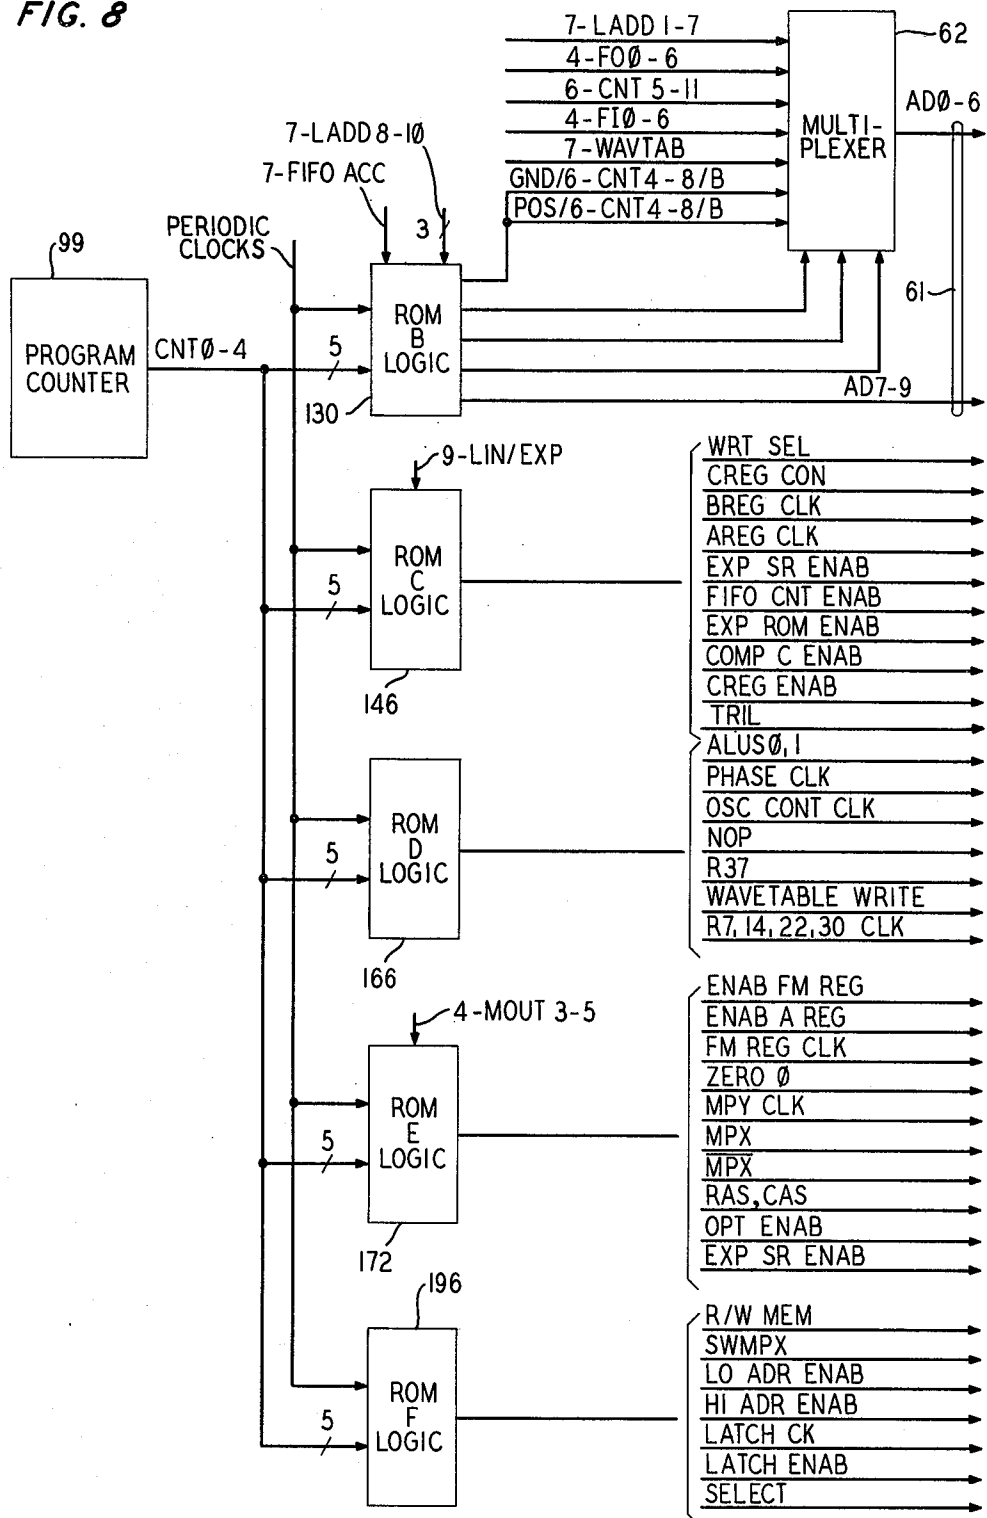 FIG. 8
7-LADD 1-7
4-FOØ-6
6-CNT 5-11
4-FIØ-6
7-WAVTAB
GND/6-CNT4-8/B
POS/6-CNT4-8/B
MULTI-
PLEXER
62
ADØ-6
61
7-LADD 8-10
7-FIFO ACC
3
PERIODIC
CLOCKS
99
PROGRAM
COUNTER
CNTØ-4
5
ROM
B
LOGIC
130
AD7-9
9-LIN/EXP
ROM
C
LOGIC
5
146
WRT SEL
CREG CON
BREG CLK
AREG CLK
EXP SR ENAB
FIFO CNT ENAB
EXP ROM ENAB
COMP C ENAB
CREG ENAB
TRIL
ROM
D
LOGIC
5
166
ALUSØ,1
PHASE CLK
OSC CONT CLK
NOP
R37
WAVETABLE WRITE
R7,14,22,30 CLK
4-MOUT 3-5
ROM
E
LOGIC
5
172
ENAB FM REG
ENAB A REG
FM REG CLK
ZERO Ø
MPY CLK
MPX
M̅P̅X̅
RAS,CAS
OPT ENAB
EXP SR ENAB
196
ROM
F
LOGIC
5
R/W MEM
SWMPX
LO ADR ENAB
HI ADR ENAB
LATCH CK
LATCH ENAB
SELECT